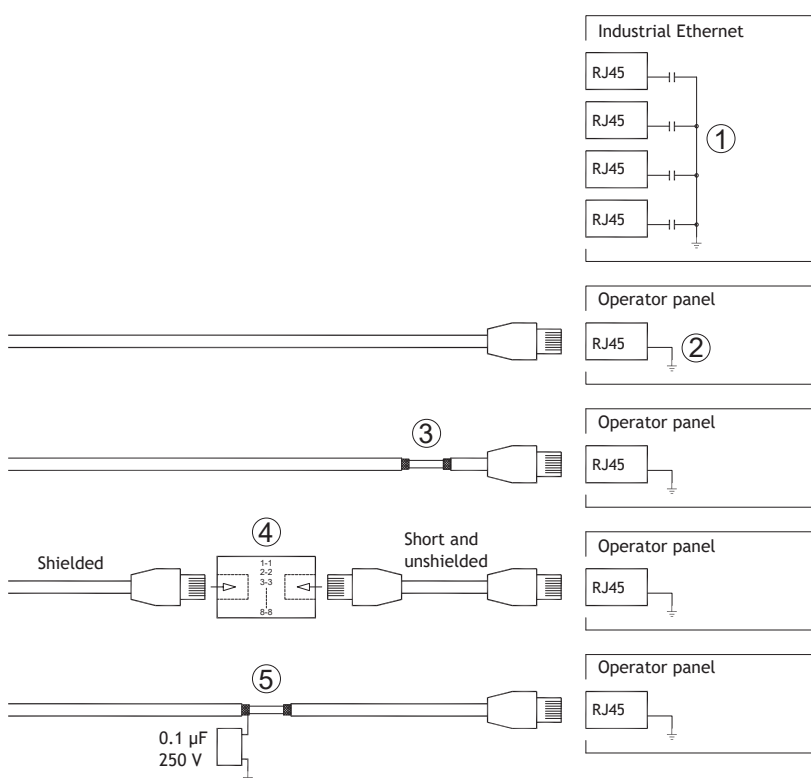 Industrial Ethernet
RJ45
RJ45
1
RJ45
RJ45
Operator panel
RJ45
2
Operator panel
3
RJ45
4
Operator panel
Shielded
Short and
unshielded
1-1
2-2
3-3
8-8
RJ45
Operator panel
5
RJ45
0.1 µF
250 V